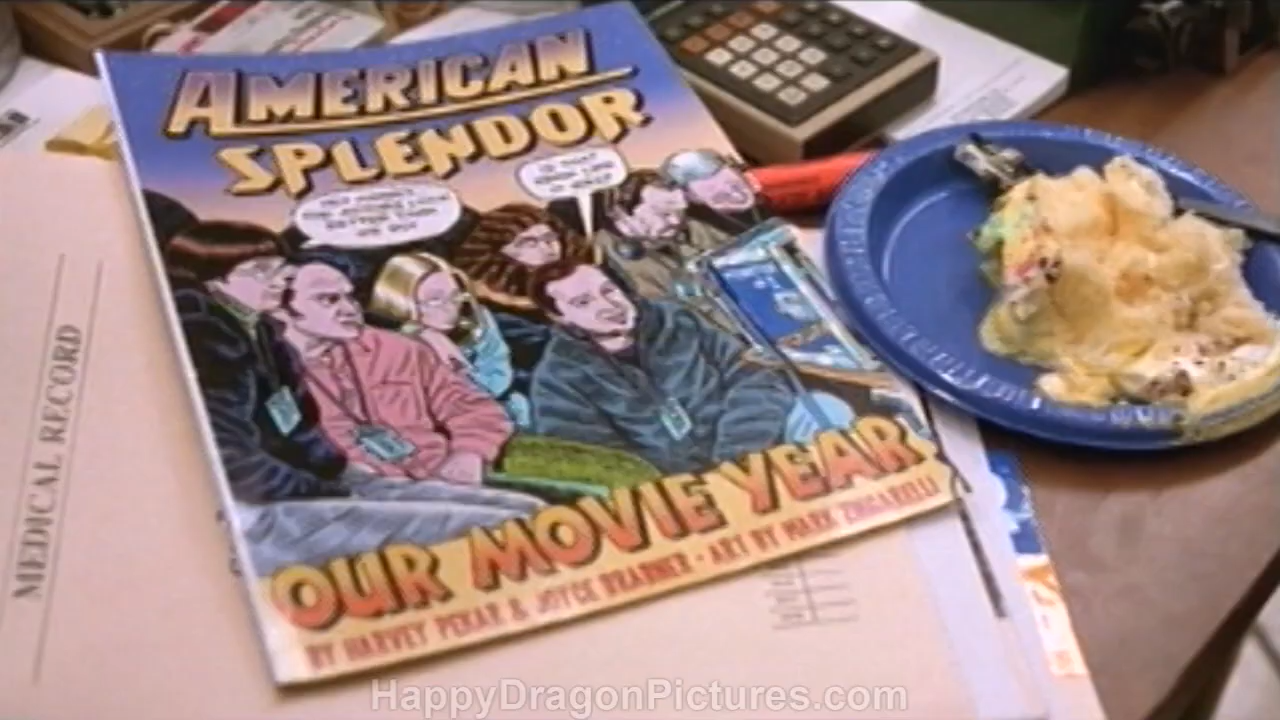 AMERICAN
SPLENDOR
OUR MOVIE YEAR
BY HARVEY PEKAR & JOYCE BRABNER • ART BY MARK ZINGARELLI
MEDICAL RECORD
HappyDragonPictures.com